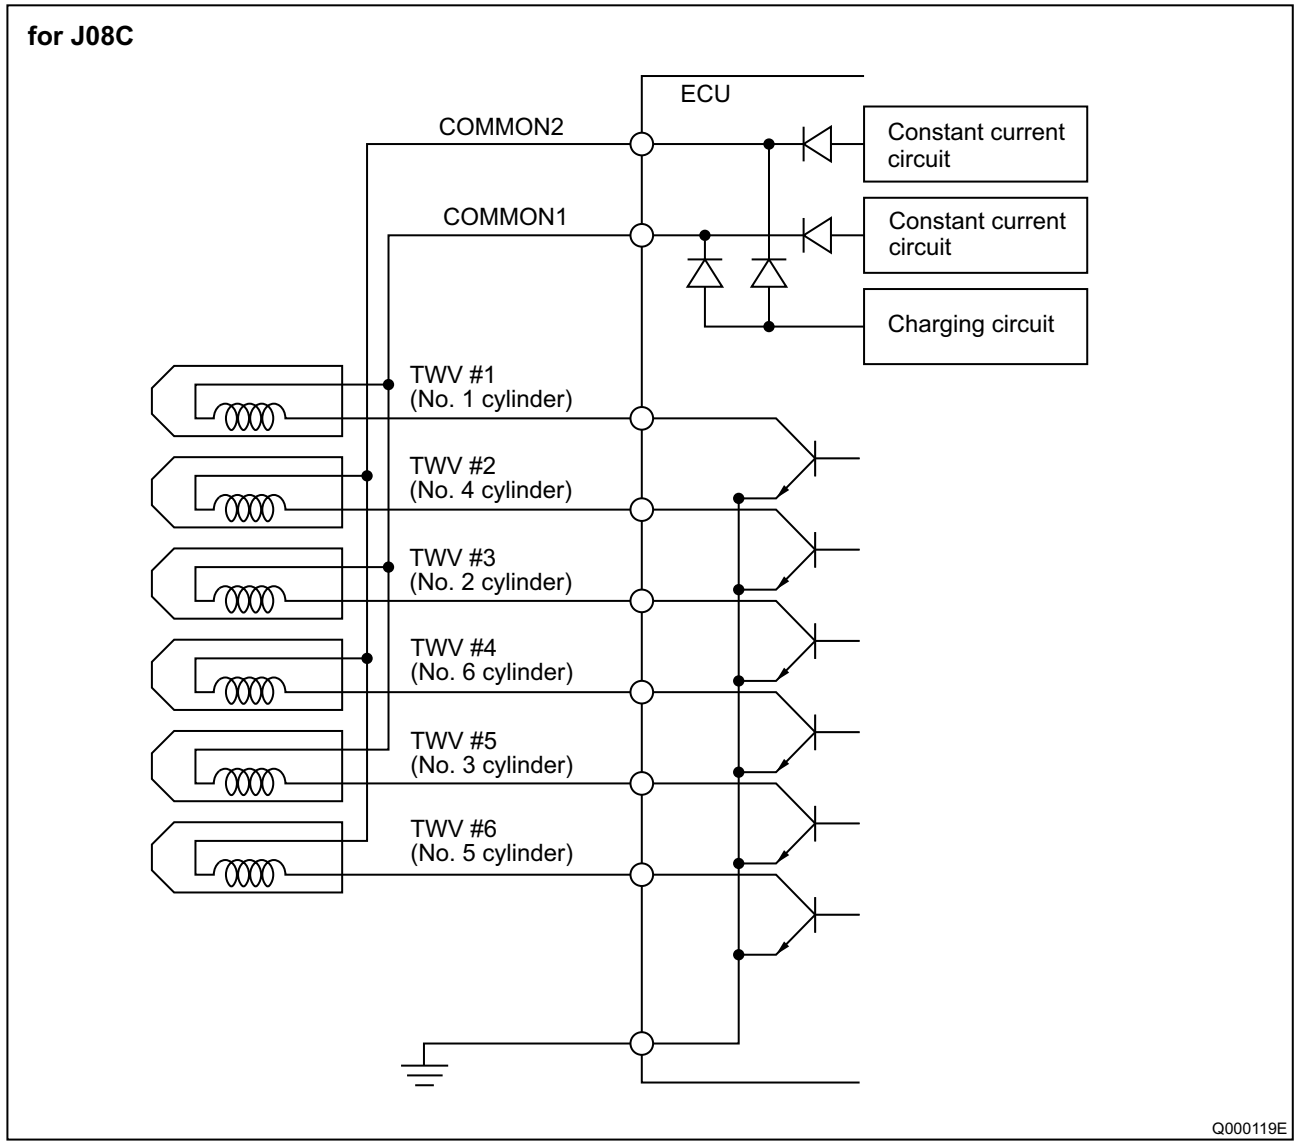 for J08C
ECU
COMMON2
Constant current
circuit
COMMON1
Constant current
circuit
Charging circuit
TWV #1
(No. 1 cylinder)
TWV #2
(No. 4 cylinder)
TWV #3
(No. 2 cylinder)
TWV #4
(No. 6 cylinder)
TWV #5
(No. 3 cylinder)
TWV #6
(No. 5 cylinder)
Q000119E